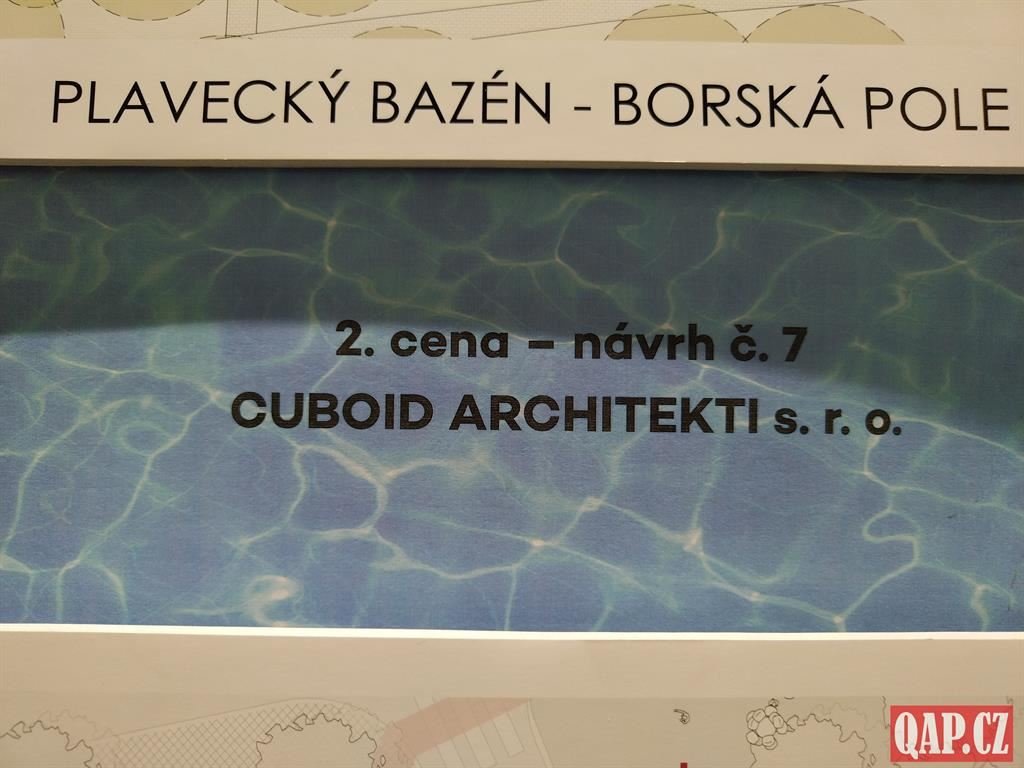 PLAVECKÝ BAZÉN - BORSKÁ POLE
2. cena – návrh č. 7
CUBOID ARCHITEKTI s. r. o.
QAP.CZ